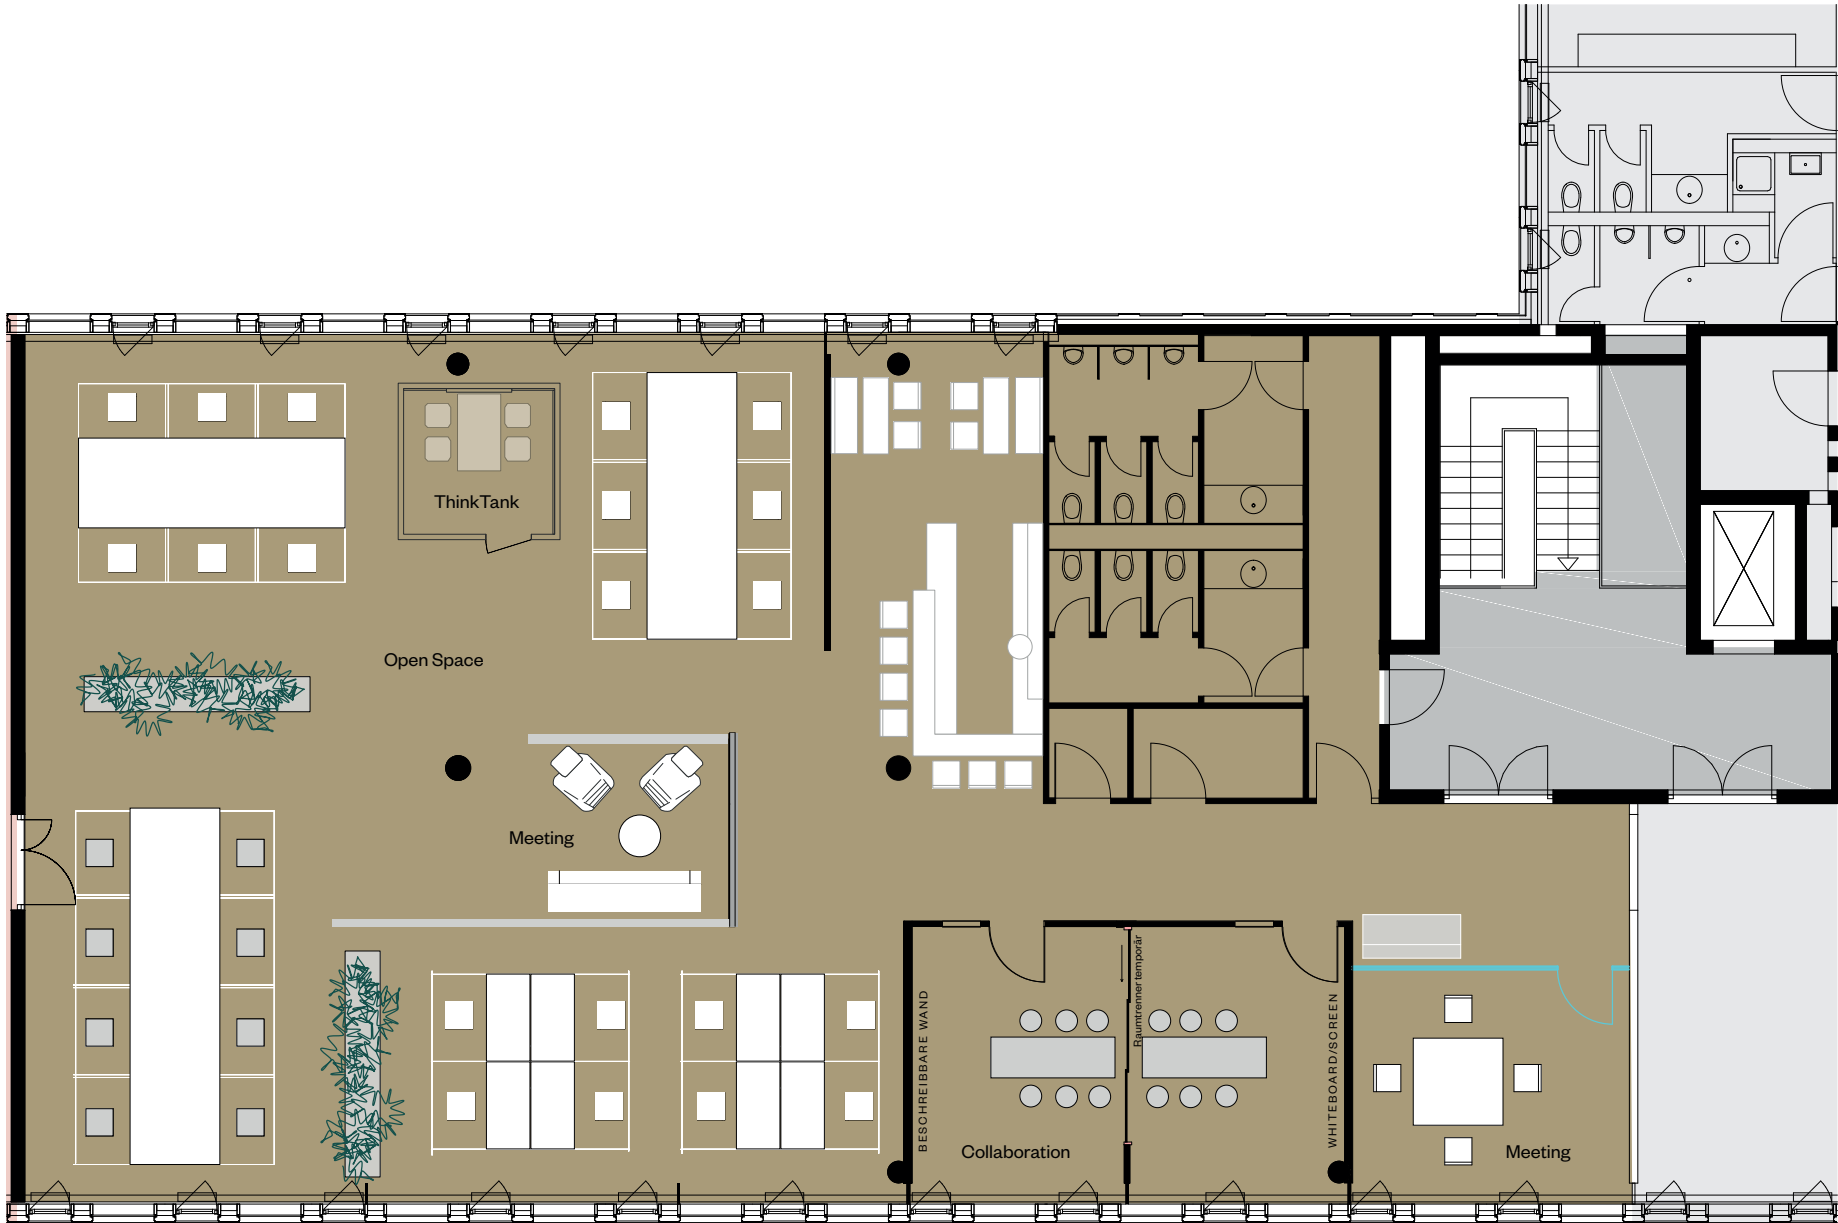 ThinkTank
Open Space
Meeting
BESCHREIBBARE WAND
Collaboration
Raumtrenner temporär
WHITEBOARD/SCREEN
Meeting